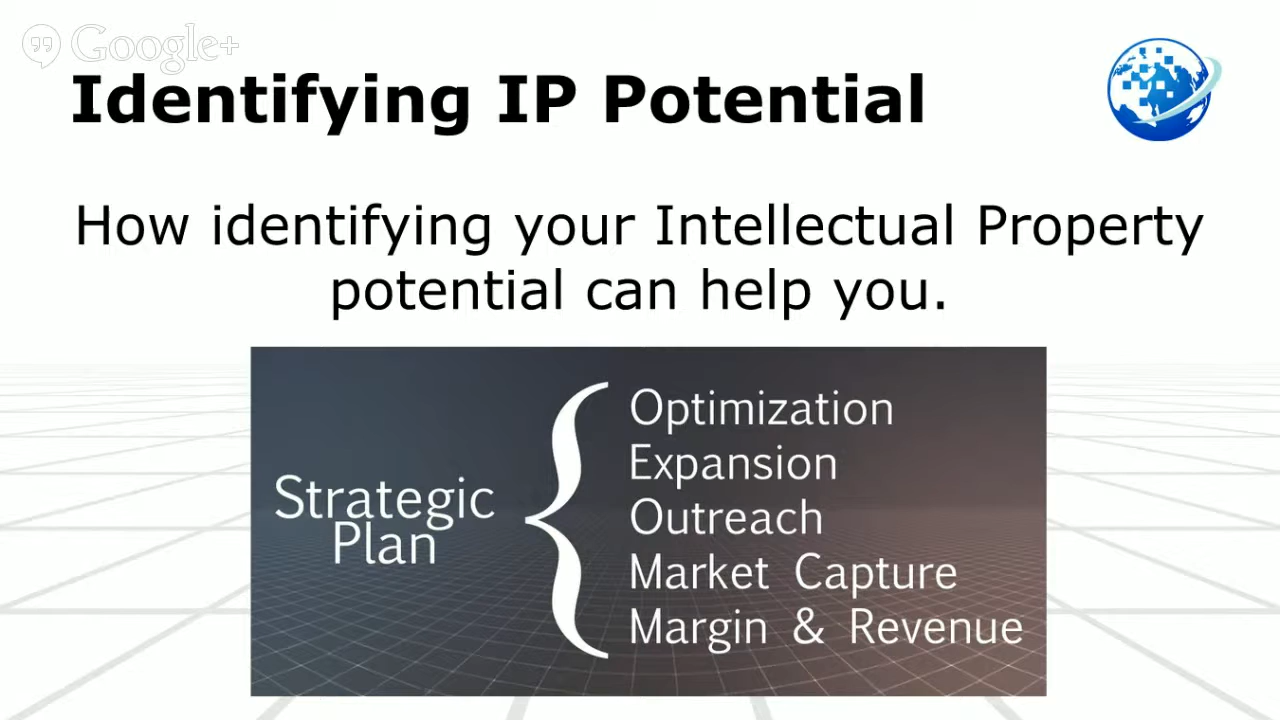 Google+
Identifying IP Potential
How identifying your Intellectual Property
potential can help you.
Strategic
Plan
Optimization
Expansion
Outreach
Market Capture
Margin & Revenue